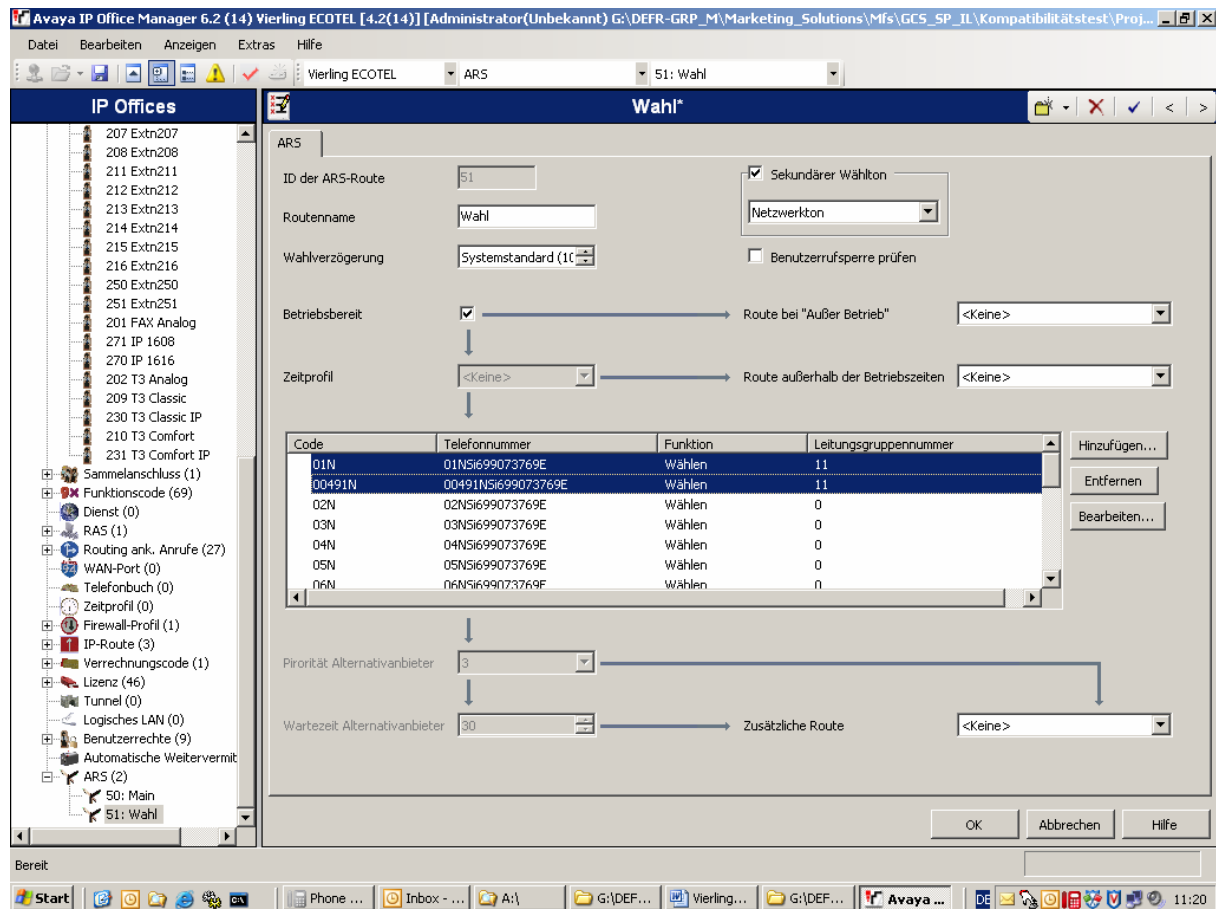 Avaya IP Office Manager 6.2 (14) Vierling ECOTEL [4.2(14)] [Administrator(Unbekannt) G:\DEFR-GRP_M\Marketing_Solutions\Mfs\GCS_SP_IL\Kompatibilitätstest\Proj...
Datei Bearbeiten Anzeigen Extras Hilfe
Vierling ECOTEL ARS 51: Wahl
IP Offices
207 Extn207
208 Extn208
211 Extn211
212 Extn212
213 Extn213
214 Extn214
215 Extn215
216 Extn216
250 Extn250
251 Extn251
201 FAX Analog
271 IP 1608
270 IP 1616
202 T3 Analog
209 T3 Classic
230 T3 Classic IP
210 T3 Comfort
231 T3 Comfort IP
Sammelanschluss (1)
Funktionscode (69)
Dienst (0)
RAS (1)
Routing ank. Anrufe (27)
WAN-Port (0)
Telefonbuch (0)
Zeitprofil (0)
Firewall-Profil (1)
IP-Route (3)
Verrechnungscode (1)
Lizenz (46)
Tunnel (0)
Logisches LAN (0)
Benutzerrechte (9)
Automatische Weitervermit
ARS (2)
50: Main
51: Wahl
Wahl*
ARS
ID der ARS-Route 51
Sekundärer Wählton
Routenname Wahl
Netzwerkton
Wahlverzögerung Systemstandard (10
Benutzerrufsperre prüfen
Betriebsbereit Route bei "Außer Betrieb" <Keine>
Zeitprofil <Keine> Route außerhalb der Betriebszeiten <Keine>
Code Telefonnummer Funktion Leitungsgruppennummer
01N 01NSi699073769E Wählen 11
00491N 00491NSi699073769E Wählen 11
02N 02NSi699073769E Wählen 0
03N 03NSi699073769E Wählen 0
04N 04NSi699073769E Wählen 0
05N 05NSi699073769E Wählen 0
06N 06NSi699073769E Wählen 0
Hinzufügen...
Entfernen
Bearbeiten...
Pirorität Alternativanbieter 3
Wartezeit Alternativanbieter 30 Zusätzliche Route <Keine>
OK Abbrechen Hilfe
Bereit
Start Phone ... Inbox - ... A:\ G:\DEF... Vierling... G:\DEF... Avaya ... DE 11:20